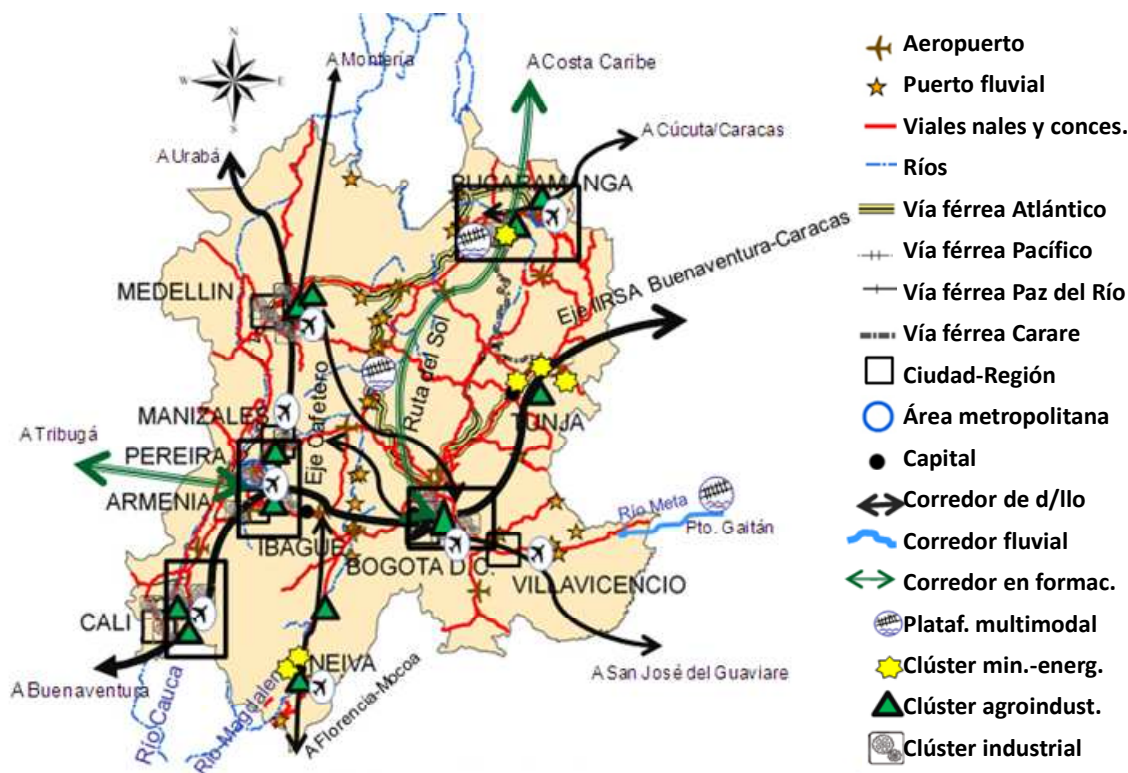 N
W E
S
A Montería
A Costa Caribe
A Cúcuta/Caracas
A Urabá
BUCARAMANGA
Eje IIRSA Buenaventura-Caracas
MEDELLIN
Ruta del Sol
Eje Cafetero
MANIZALES
TUNJA
A Tribugá
PEREIRA
ARMENIA
Río Meta
Pto. Gaitán
IBAGUE
BOGOTA D.C.
VILLAVICENCIO
CALI
NEIVA
A San José del Guaviare
A Buenaventura
Río Cauca
Río-Magdalen
A Florencia-Mocoa
Aeropuerto
Puerto fluvial
Viales nales y conces.
Ríos
Vía férrea Atlántico
Vía férrea Pacífico
Vía férrea Paz del Río
Vía férrea Carare
Ciudad-Región
Área metropolitana
Capital
Corredor de d/llo
Corredor fluvial
Corredor en formac.
Plataf. multimodal
Clúster min.-energ.
Clúster agroindust.
Clúster industrial